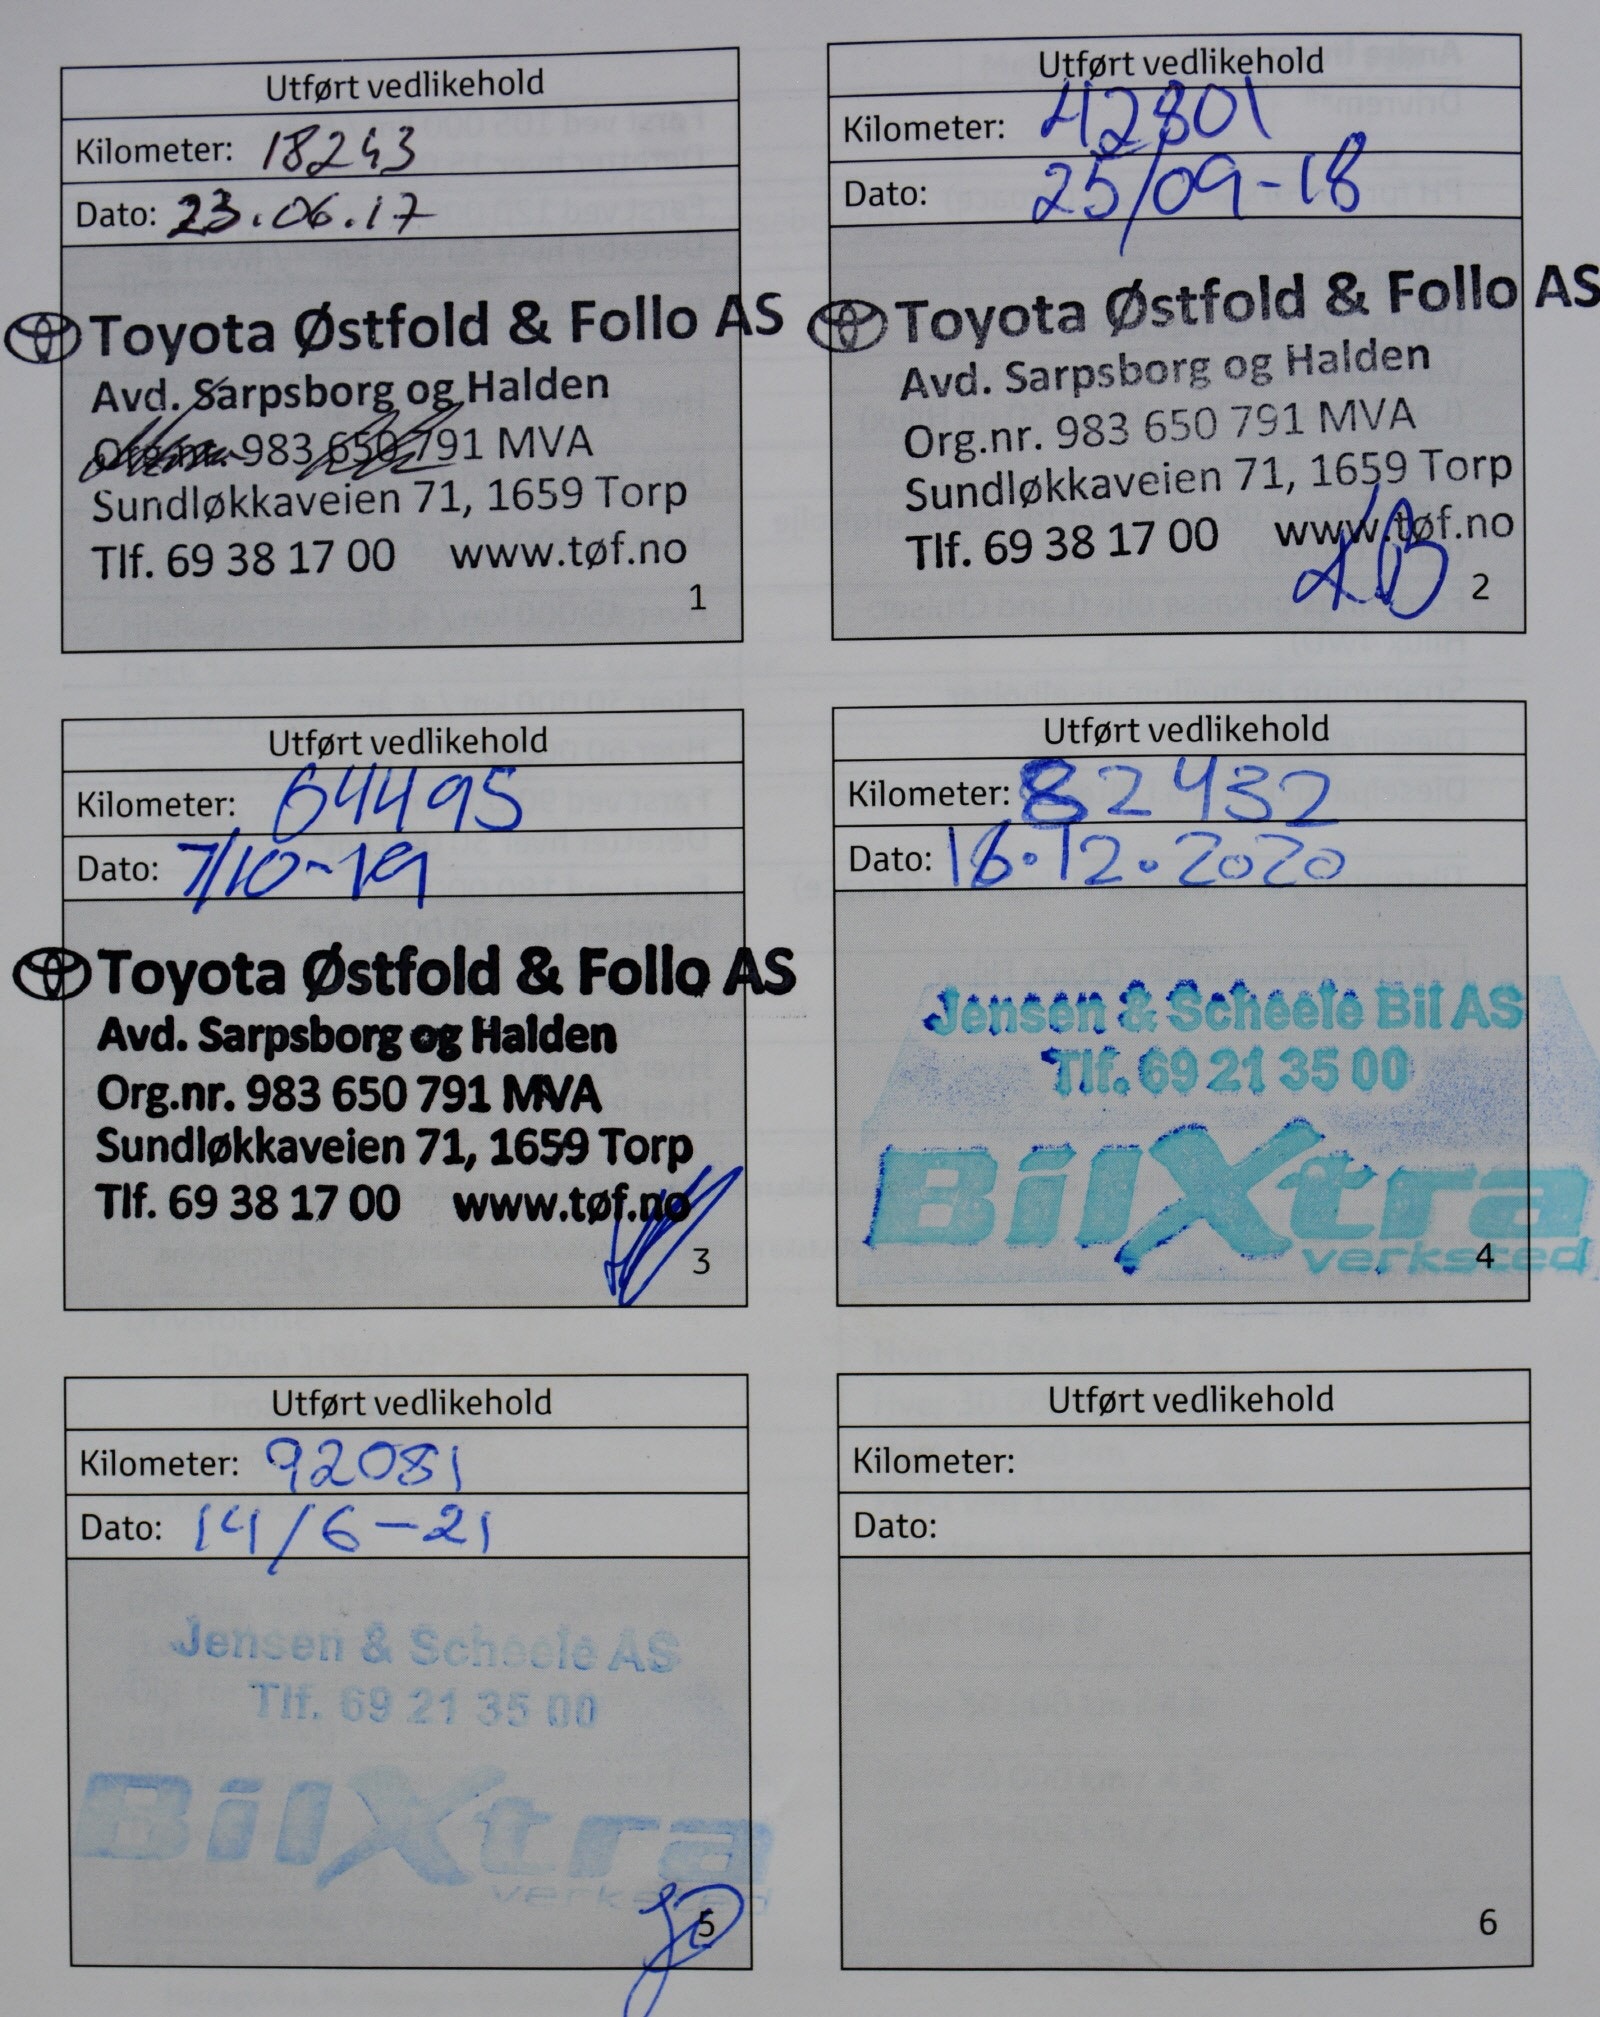 Utført vedlikehold
Kilometer: 18243
Dato: 23.06.17
Toyota Østfold & Follo AS
Avd. Sarpsborg og Halden
Org.nr. 983 650 791 MVA
Sundløkkaveien 71, 1659 Torp
Tlf. 69 38 17 00 www.tøf.no
1
Utført vedlikehold
Kilometer: 42801
Dato: 25/09-18
Toyota Østfold & Follo AS
Avd. Sarpsborg og Halden
Org.nr. 983 650 791 MVA
Sundløkkaveien 71, 1659 Torp
Tlf. 69 38 17 00 www.tøf.no
2
Utført vedlikehold
Kilometer: 64495
Dato: 7/10-19
Toyota Østfold & Follo AS
Avd. Sarpsborg og Halden
Org.nr. 983 650 791 MVA
Sundløkkaveien 71, 1659 Torp
Tlf. 69 38 17 00 www.tøf.no
3
Utført vedlikehold
Kilometer: 82432
Dato: 16.12.2020
Jensen & Scheele Bil AS
Tlf. 69 21 35 00
BilXtra
verksted
4
Utført vedlikehold
Kilometer: 92081
Dato: 14/6-21
Jensen & Scheele AS
Tlf. 69 21 35 00
BilXtra
verksted
5
Utført vedlikehold
Kilometer:
Dato:
6